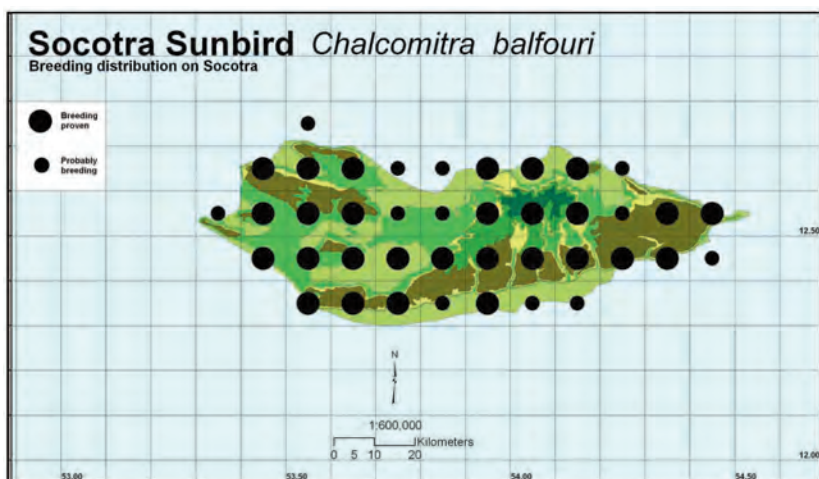 Socotra Sunbird Chalcomitra balfouri
Breeding distribution on Socotra
Breeding
proven
Probably
breeding
12.50
N
1:600,000
Kilometers
0 5 10 20
12.00
53.00 53.50 54.00 54.50